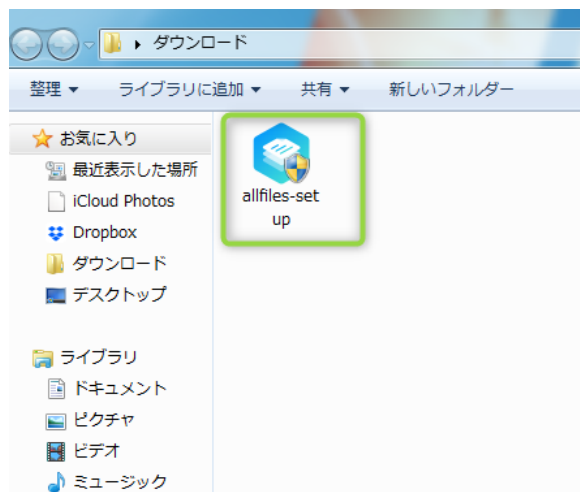 ダウンロード
整理 ライブラリに追加 共有 新しいフォルダー
お気に入り
最近表示した場所
iCloud Photos
Dropbox
ダウンロード
デスクトップ
ライブラリ
ドキュメント
ピクチャ
ビデオ
ミュージック
allfiles-set
up